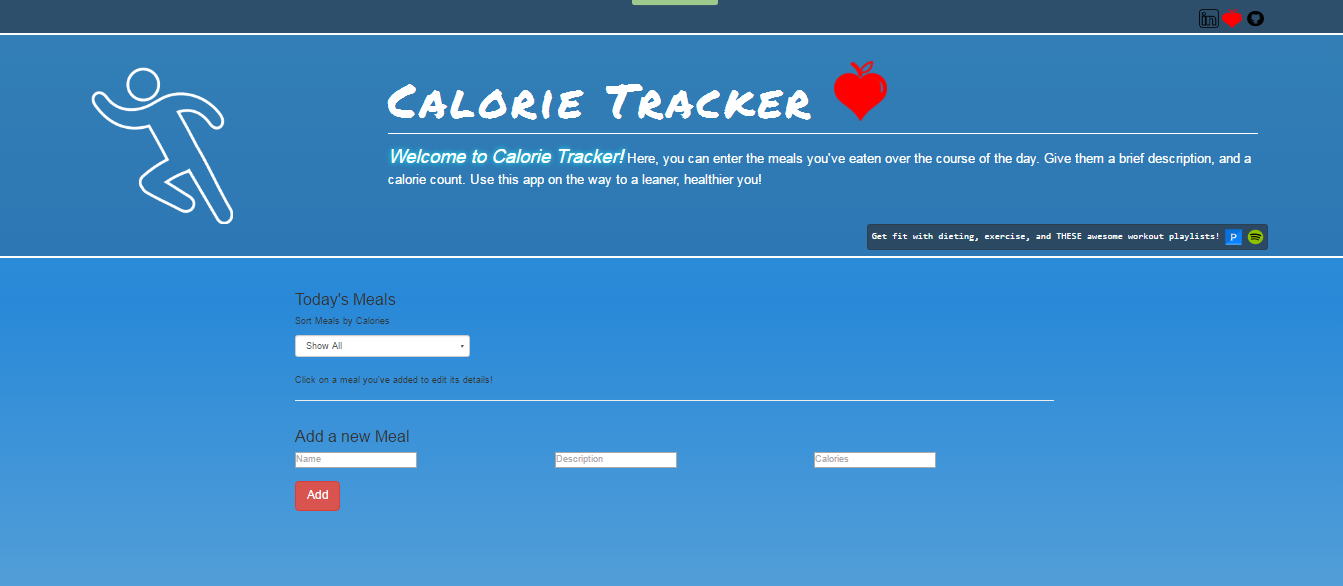 in
Calorie Tracker
Welcome to Calorie Tracker! Here, you can enter the meals you've eaten over the course of the day. Give them a brief description, and a
calorie count. Use this app on the way to a leaner, healthier you!
Get fit with dieting, exercise, and THESE awesome workout playlists! P
Today's Meals
Sort Meals by Calories
Show All
Click on a meal you've added to edit its details!
Add a new Meal
Name Description Calories
Add